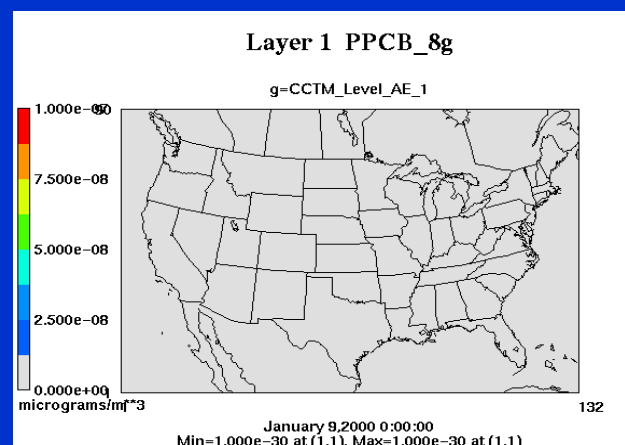 Layer 1 PPCB_8g
g=CCTM_Level_AE_1
90
7.500e-08
5.000e-08
2.500e-08
0.000e+00
1
132
micrograms/m**3
January 9,2000 0:00:00
Min=1.000e-30 at (1,1), Max=1.000e-30 at (1,1)